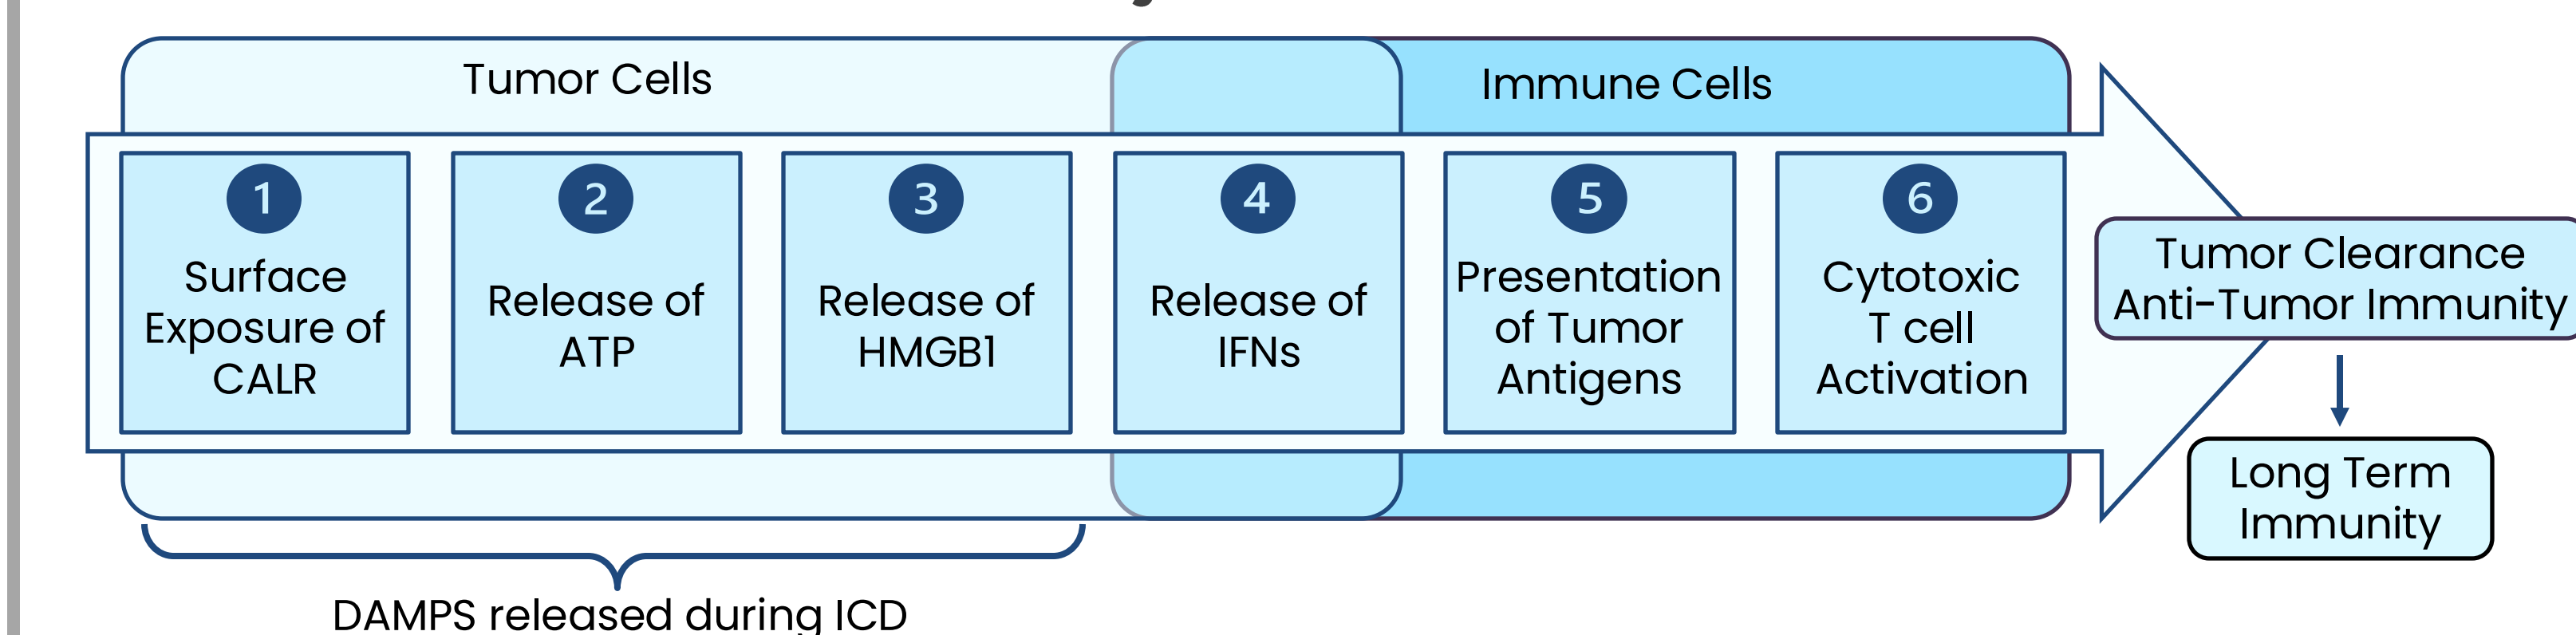 Tumor Cells
Immune Cells
1
Surface
Exposure of
CALR
2
Release of
ATP
3
Release of
HMGB1
4
Release of
IFNs
5
Presentation
of Tumor
Antigens
6
Cytotoxic
T cell
Activation
Tumor Clearance
Anti-Tumor Immunity
Long Term
Immunity
DAMPS released during ICD